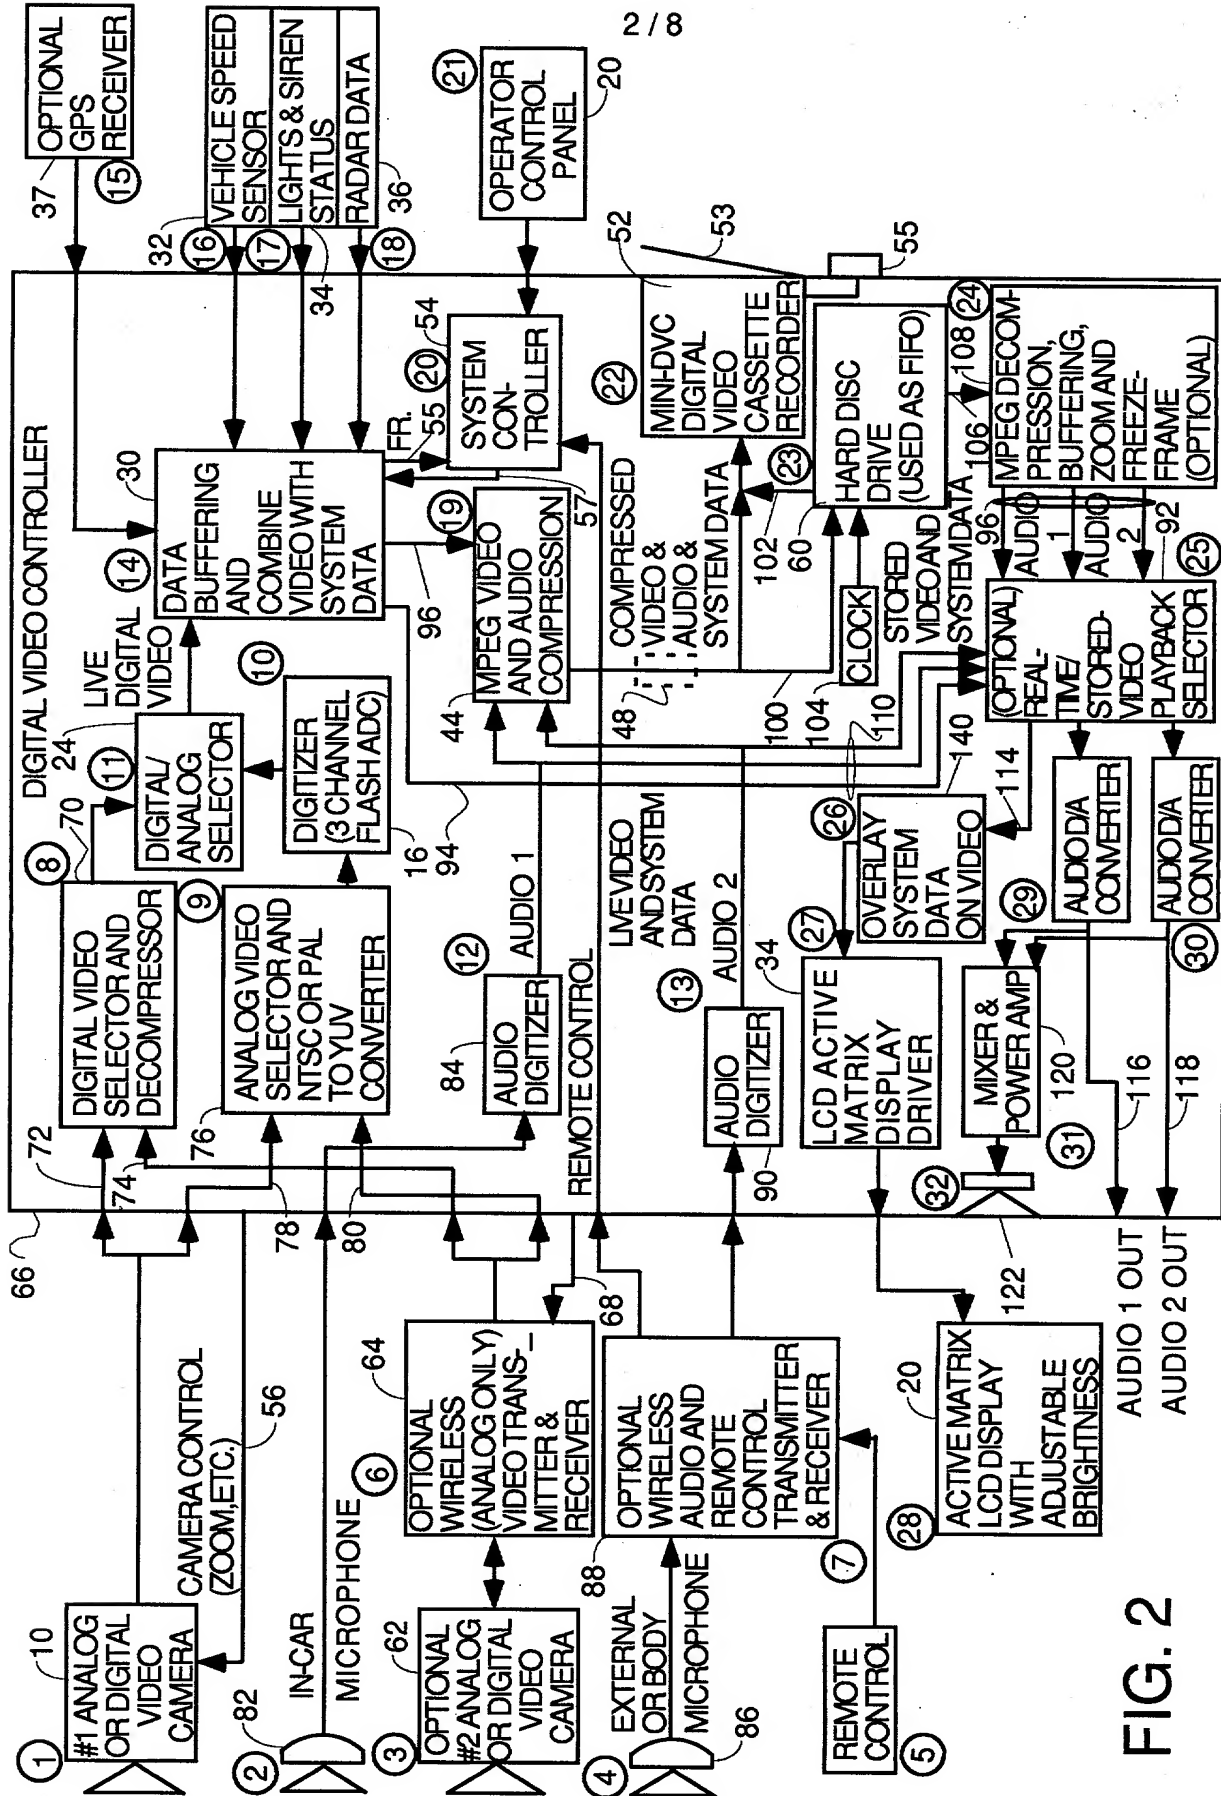 2 / 8
DIGITAL VIDEO CONTROLLER
66
1
10
#1 ANALOG
OR DIGITAL
VIDEO
CAMERA
CAMERA CONTROL
(ZOOM, ETC.)
56
2
82
IN-CAR
MICROPHONE
3
62
OPTIONAL
#2 ANALOG
OR DIGITAL
VIDEO
CAMERA
6
64
OPTIONAL
WIRELESS
(ANALOG ONLY)
VIDEO TRANS-
MITTER &
RECEIVER
68
4
86
EXTERNAL
OR BODY
MICROPHONE
88
OPTIONAL
WIRELESS
AUDIO AND
REMOTE
CONTROL
TRANSMITTER
& RECEIVER
7
REMOTE
CONTROL
5
28
20
ACTIVE MATRIX
LCD DISPLAY
WITH
ADJUSTABLE
BRIGHTNESS
122
AUDIO 1 OUT
AUDIO 2 OUT
72
74
78
80
8
70
DIGITAL VIDEO
SELECTOR AND
DECOMPRESSOR
9
76
ANALOG VIDEO
SELECTOR AND
NTSC OR PAL
TO YUV
CONVERTER
11
24
DIGITAL/
ANALOG
SELECTOR
LIVE
DIGITAL
VIDEO
10
DIGITIZER
(3 CHANNEL
FLASH ADC)
16
94
12
84
AUDIO
DIGITIZER
AUDIO 1
REMOTE CONTROL
LIVE VIDEO
AND SYSTEM
DATA
13
90
AUDIO
DIGITIZER
AUDIO 2
14
30
DATA
BUFFERING
AND
COMBINE
VIDEO WITH
SYSTEM
DATA
96
FR.
55
57
15
37
OPTIONAL
GPS
RECEIVER
16
32
VEHICLE SPEED
SENSOR
17
34
LIGHTS & SIREN
STATUS
18
36
RADAR DATA
21
20
OPERATOR
CONTROL
PANEL
20
54
SYSTEM
CON-
TROLLER
19
44
MPEG VIDEO
AND AUDIO
COMPRESSION
48
COMPRESSED
VIDEO &
AUDIO &
SYSTEM DATA
22
52
53
55
MINI-DVC
DIGITAL
VIDEO
CASSETTE
RECORDER
23
102
60
HARD DISC
DRIVE
(USED AS FIFO)
100
104
CLOCK
STORED
VIDEO AND
SYSTEM DATA
110
106
108
24
MPEG DECOM-
PRESSION,
BUFFERING,
ZOOM AND
FREEZE-
FRAME
(OPTIONAL)
96
AUDIO
1
AUDIO
2
92
25
(OPTIONAL)
REAL-
TIME/
STORED
VIDEO
PLAYBACK
SELECTOR
114
140
26
OVERLAY
SYSTEM
DATA
ON VIDEO
27
34
LCD ACTIVE
MATRIX
DISPLAY
DRIVER
29
AUDIO D/A
CONVERTER
30
AUDIO D/A
CONVERTER
MIXER &
POWER AMP
120
31
32
116
118
FIG. 2